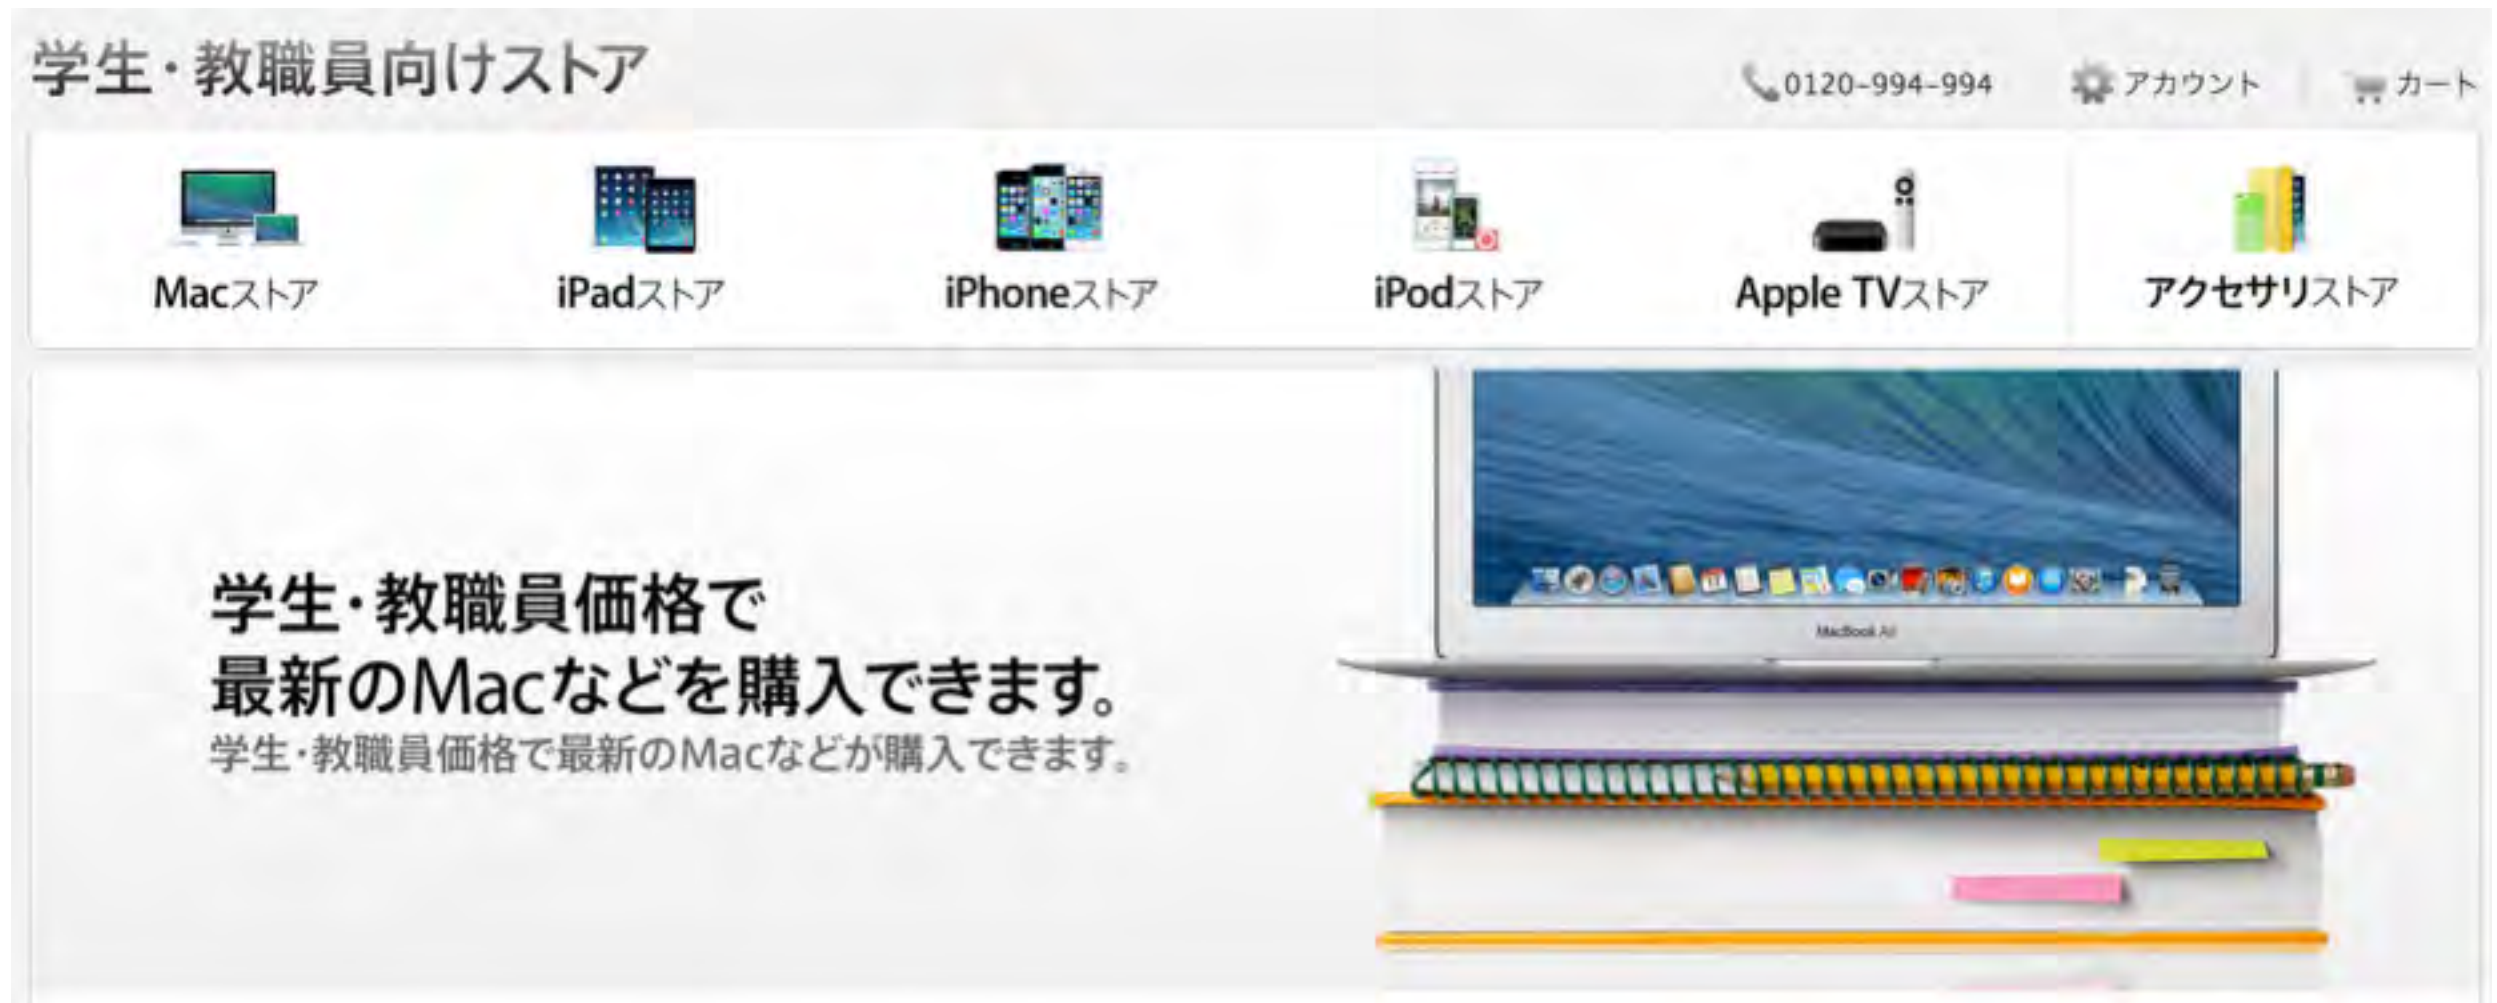 学生・教職員向けストア
0120-994-994 アカウント カート
Macストア iPadストア iPhoneストア iPodストア Apple TVストア アクセサリストア
学生・教職員価格で
最新のMacなどを購入できます。
学生・教職員価格で最新のMacなどが購入できます。
MacBook Air